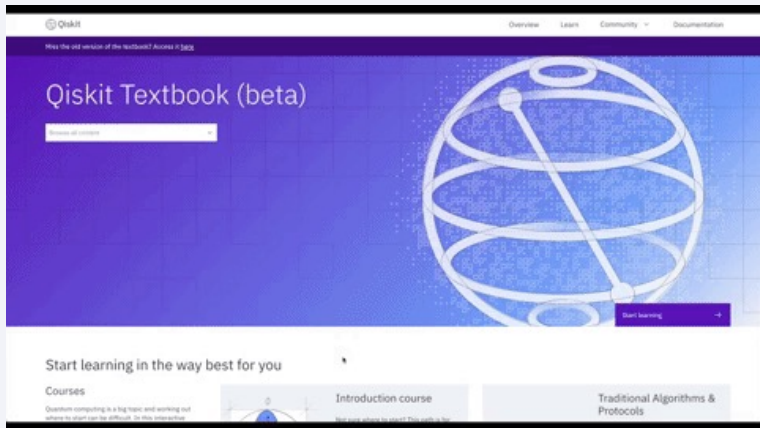 Qiskit
Overview Learn Community Documentation
Miss the old version of the textbook? Access it here
Qiskit Textbook (beta)
Browse all content
Start learning
Start learning in the way best for you
Courses
Quantum computing is a big topic and working out
where to start can be difficult. In this interactive
0
Introduction course
Not sure where to start? This path is for
Traditional Algorithms &
Protocols